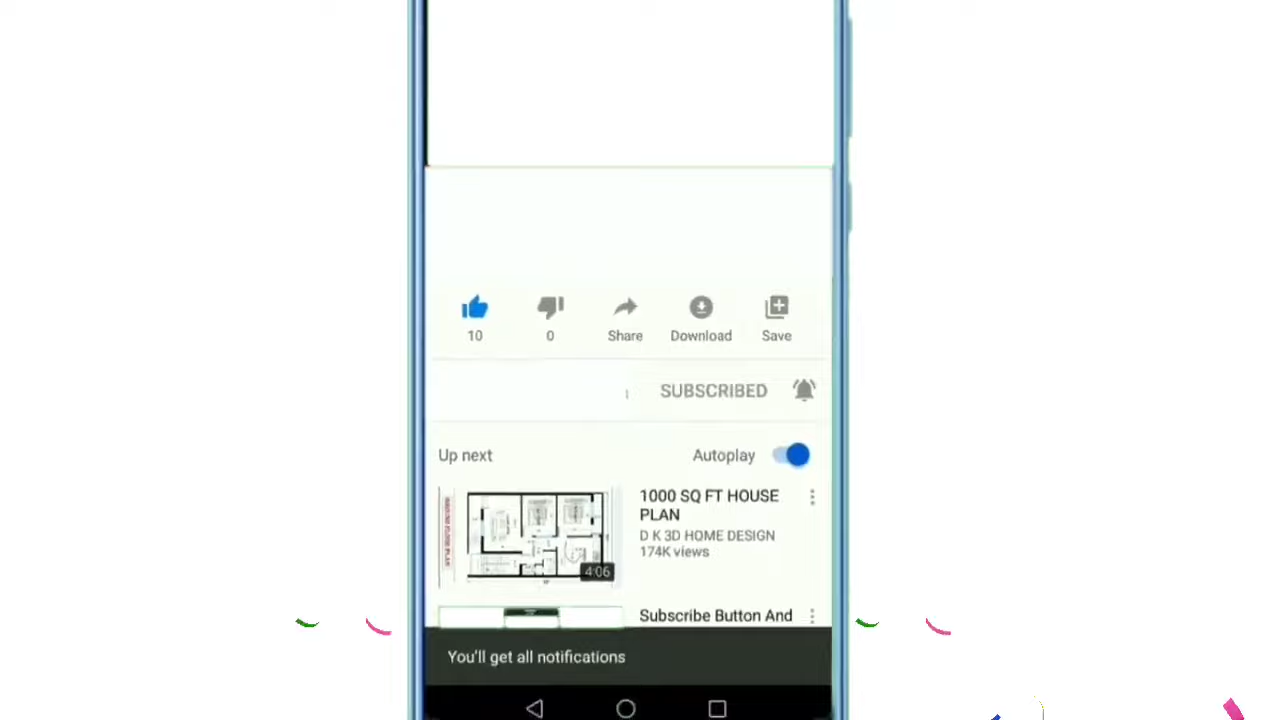 10
0
Share
Download
Save
SUBSCRIBED
Up next
Autoplay
1000 SQ FT HOUSE
PLAN
D K 3D HOME DESIGN
174K views
4:06
Subscribe Button And
You'll get all notifications